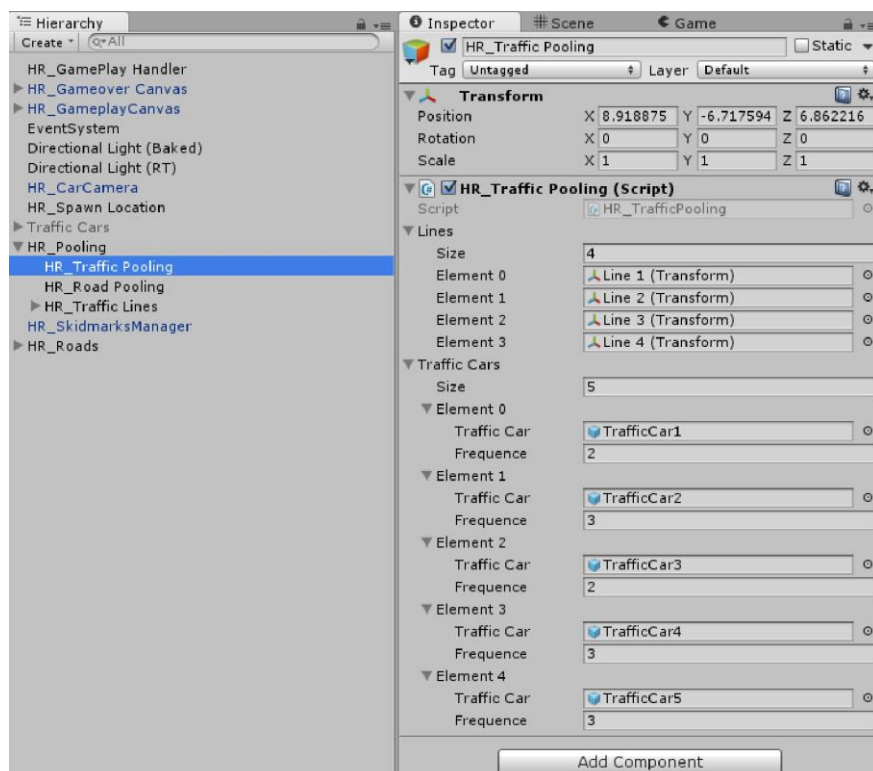 Hierarchy
Create
All
HR_GamePlay Handler
HR_Gameover Canvas
HR_GameplayCanvas
EventSystem
Directional Light (Baked)
Directional Light (RT)
HR_CarCamera
HR_Spawn Location
Traffic Cars
HR_Pooling
HR_Traffic Pooling
HR_Road Pooling
HR_Traffic Lines
HR_SkidmarksManager
HR_Roads
Inspector Scene Game
HR_Traffic Pooling Static
Tag Untagged Layer Default
Transform
Position X 8.918875 Y -6.717594 Z 6.862216
Rotation X 0 Y 0 Z 0
Scale X 1 Y 1 Z 1
HR_Traffic Pooling (Script)
Script HR_TrafficPooling
Lines
Size 4
Element 0 Line 1 (Transform)
Element 1 Line 2 (Transform)
Element 2 Line 3 (Transform)
Element 3 Line 4 (Transform)
Traffic Cars
Size 5
Element 0
Traffic Car TrafficCar1
Frequence 2
Element 1
Traffic Car TrafficCar2
Frequence 3
Element 2
Traffic Car TrafficCar3
Frequence 2
Element 3
Traffic Car TrafficCar4
Frequence 3
Element 4
Traffic Car TrafficCar5
Frequence 3
Add Component